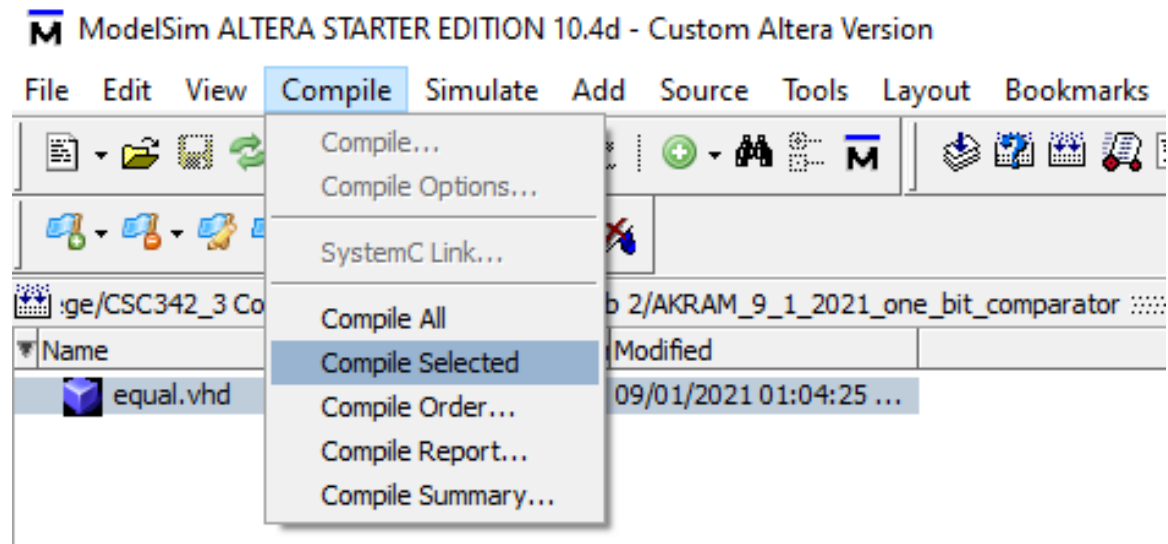 ModelSim ALTERA STARTER EDITION 10.4d - Custom Altera Version
File Edit View Compile Simulate Add Source Tools Layout Bookmarks
Compile...
Compile Options...
SystemC Link...
Compile All
Compile Selected
Compile Order...
Compile Report...
Compile Summary...
ge/CSC342_3 Co b 2/AKRAM_9_1_2021_one_bit_comparator
Name Modified
equal.vhd 09/01/2021 01:04:25 ...